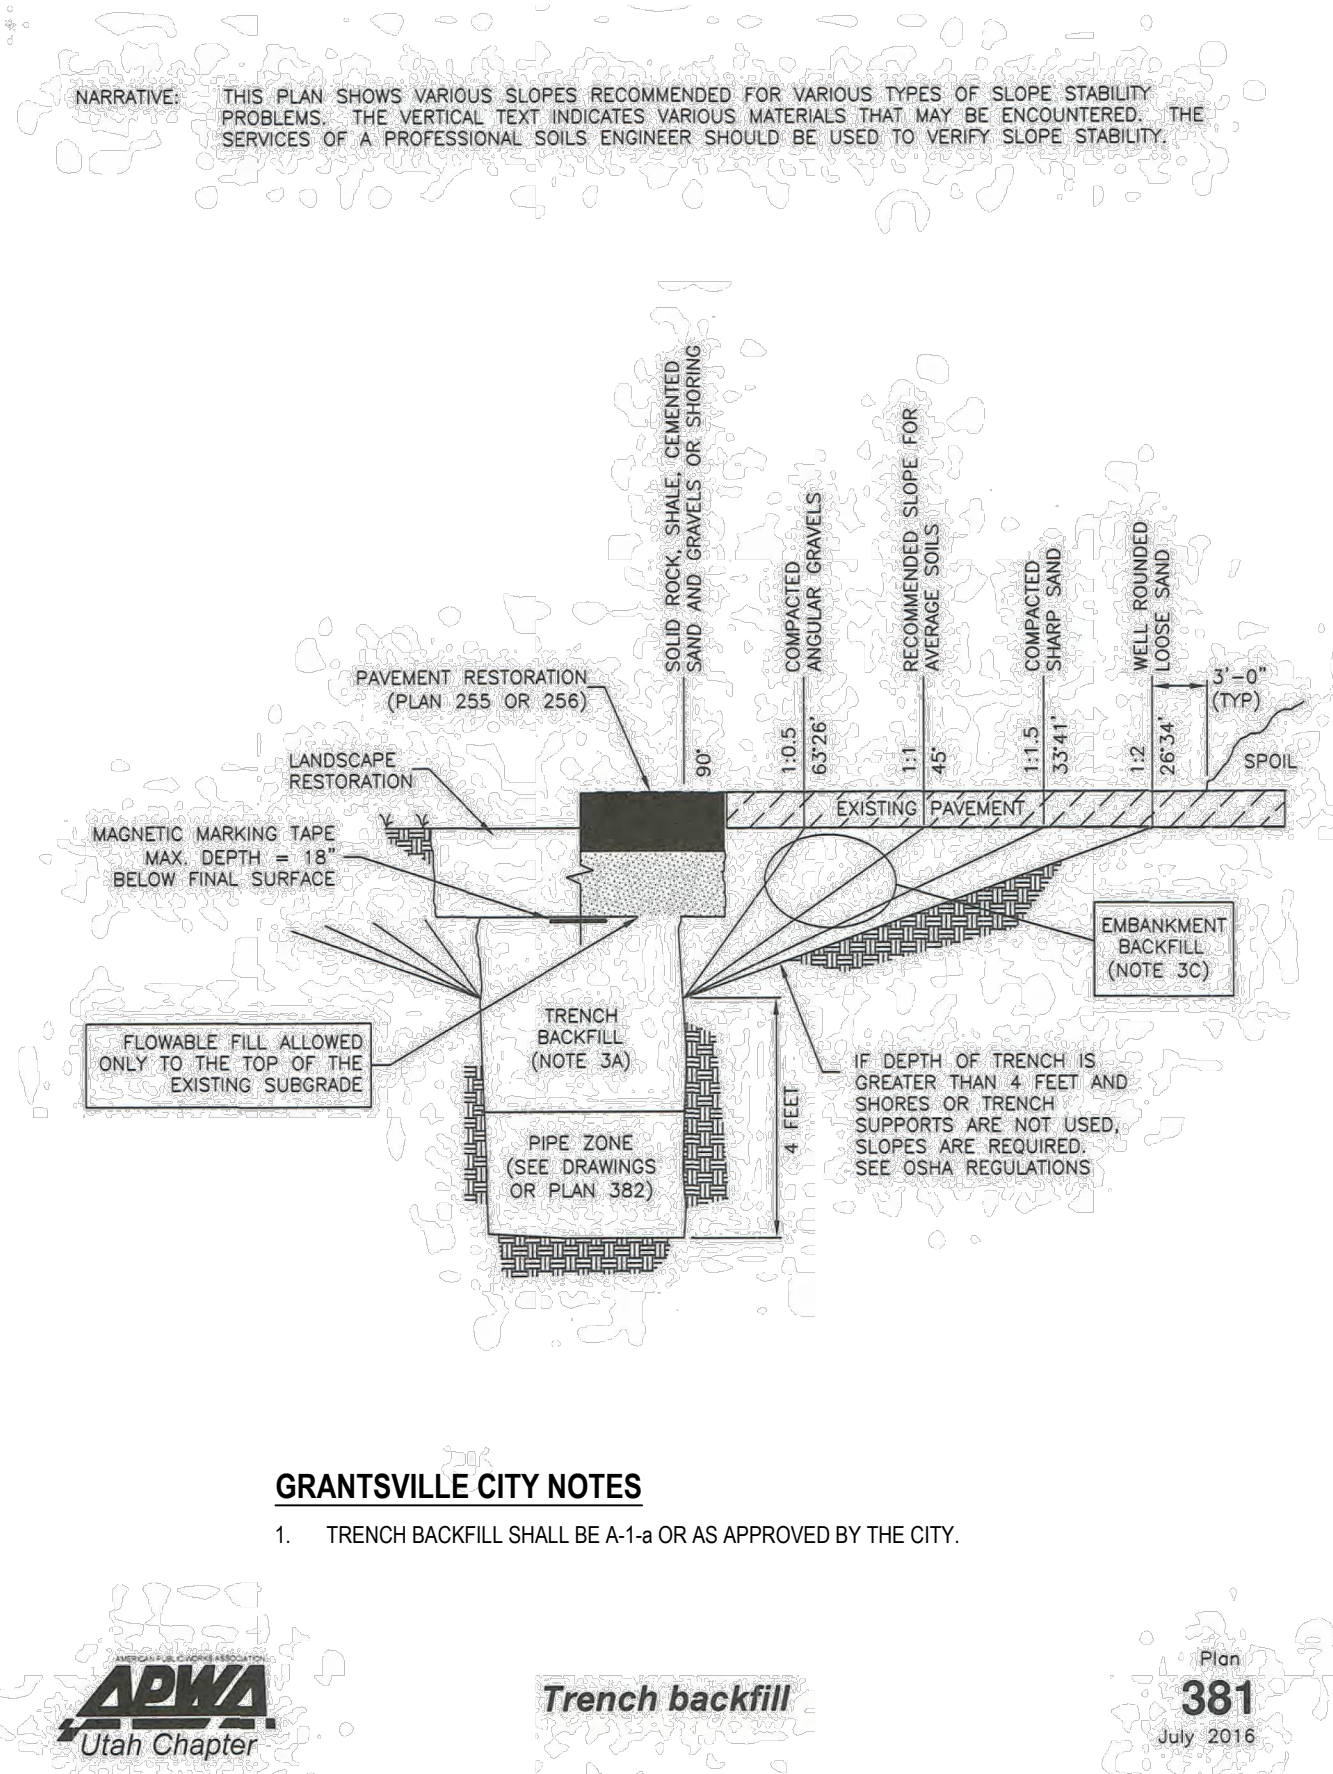 NARRATIVE: THIS PLAN SHOWS VARIOUS SLOPES RECOMMENDED FOR VARIOUS TYPES OF SLOPE STABILITY
PROBLEMS. THE VERTICAL TEXT INDICATES VARIOUS MATERIALS THAT MAY BE ENCOUNTERED. THE
SERVICES OF A PROFESSIONAL SOILS ENGINEER SHOULD BE USED TO VERIFY SLOPE STABILITY.
SOLID ROCK, SHALE, CEMENTED
SAND AND GRAVELS OR SHORING
90°
COMPACTED
ANGULAR GRAVELS
1:0.5
63°26'
RECOMMENDED SLOPE FOR
AVERAGE SOILS
1:1
45°
COMPACTED
SHARP SAND
1:1.5
33°41'
WELL ROUNDED
LOOSE SAND
1:2
26°34'
3'-0"
(TYP)
SPOIL
PAVEMENT RESTORATION
(PLAN 255 OR 256)
LANDSCAPE
RESTORATION
EXISTING PAVEMENT
MAGNETIC MARKING TAPE
MAX. DEPTH = 18"
BELOW FINAL SURFACE
EMBANKMENT
BACKFILL
(NOTE 3C)
TRENCH
BACKFILL
(NOTE 3A)
FLOWABLE FILL ALLOWED
ONLY TO THE TOP OF THE
EXISTING SUBGRADE
4 FEET
IF DEPTH OF TRENCH IS
GREATER THAN 4 FEET AND
SHORES OR TRENCH
SUPPORTS ARE NOT USED,
SLOPES ARE REQUIRED.
SEE OSHA REGULATIONS
PIPE ZONE
(SEE DRAWINGS
OR PLAN 382)
GRANTSVILLE CITY NOTES
1. TRENCH BACKFILL SHALL BE A-1-a OR AS APPROVED BY THE CITY.
AMERICAN PUBLIC WORKS ASSOCIATION
APWA
Utah Chapter
Trench backfill
Plan
381
July 2016